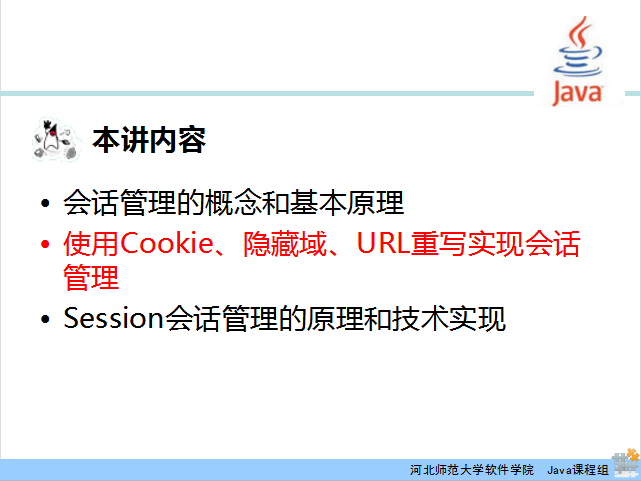 Java
本讲内容
• 会话管理的概念和基本原理
• 使用Cookie、隐藏域、URL重写实现会话
管理
• Session会话管理的原理和技术实现
河北师范大学软件学院 Java课程组